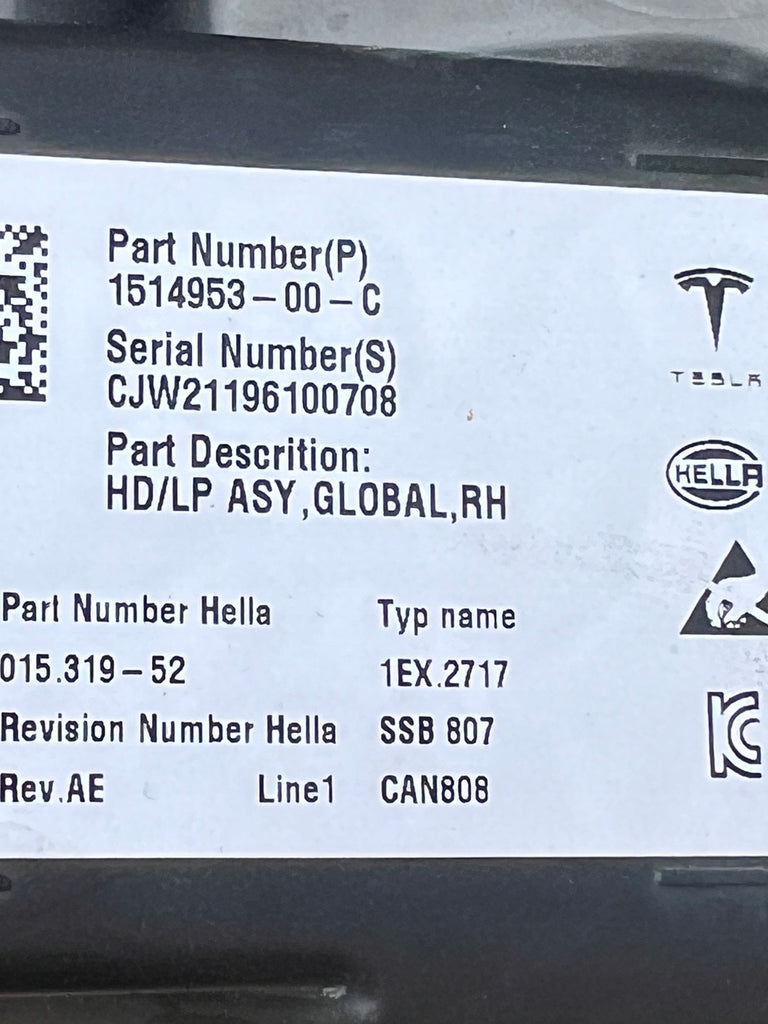 Part Number(P)
1514953-00-C
Serial Number(S)
CJW21196100708
Part Descrition:
HD/LP ASY,GLOBAL,RH
TESLA
HELLA
Part Number Hella
Typ name
015.319-52
1EX.2717
Revision Number Hella
SSB 807
Rev.AE
Line1
CAN808